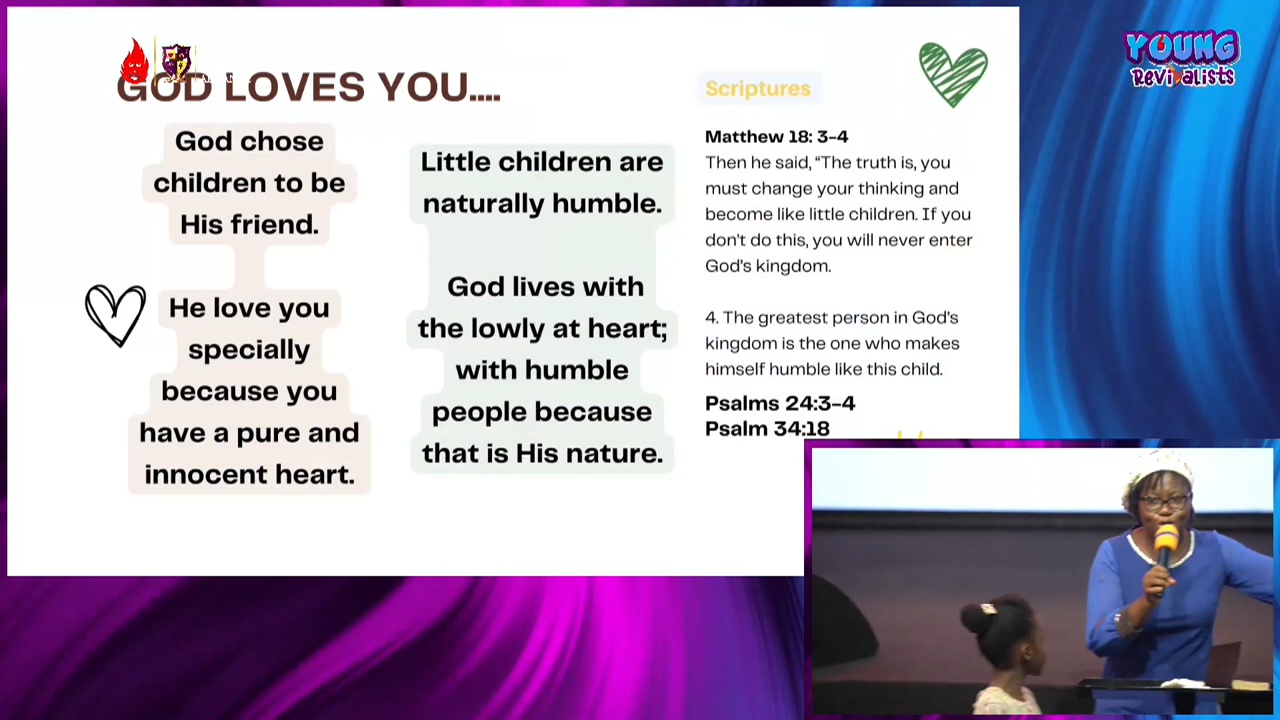 GOD LOVES YOU....
God chose
children to be
His friend.
He love you
specially
because you
have a pure and
innocent heart.
Little children are
naturally humble.
God lives with
the lowly at heart;
with humble
people because
that is His nature.
Scriptures
Matthew 18: 3-4
Then he said, “The truth is, you
must change your thinking and
become like little children. If you
don't do this, you will never enter
God's kingdom.
4. The greatest person in God's
kingdom is the one who makes
himself humble like this child.
Psalms 24:3-4
Psalm 34:18
YOUNG
Revivalists